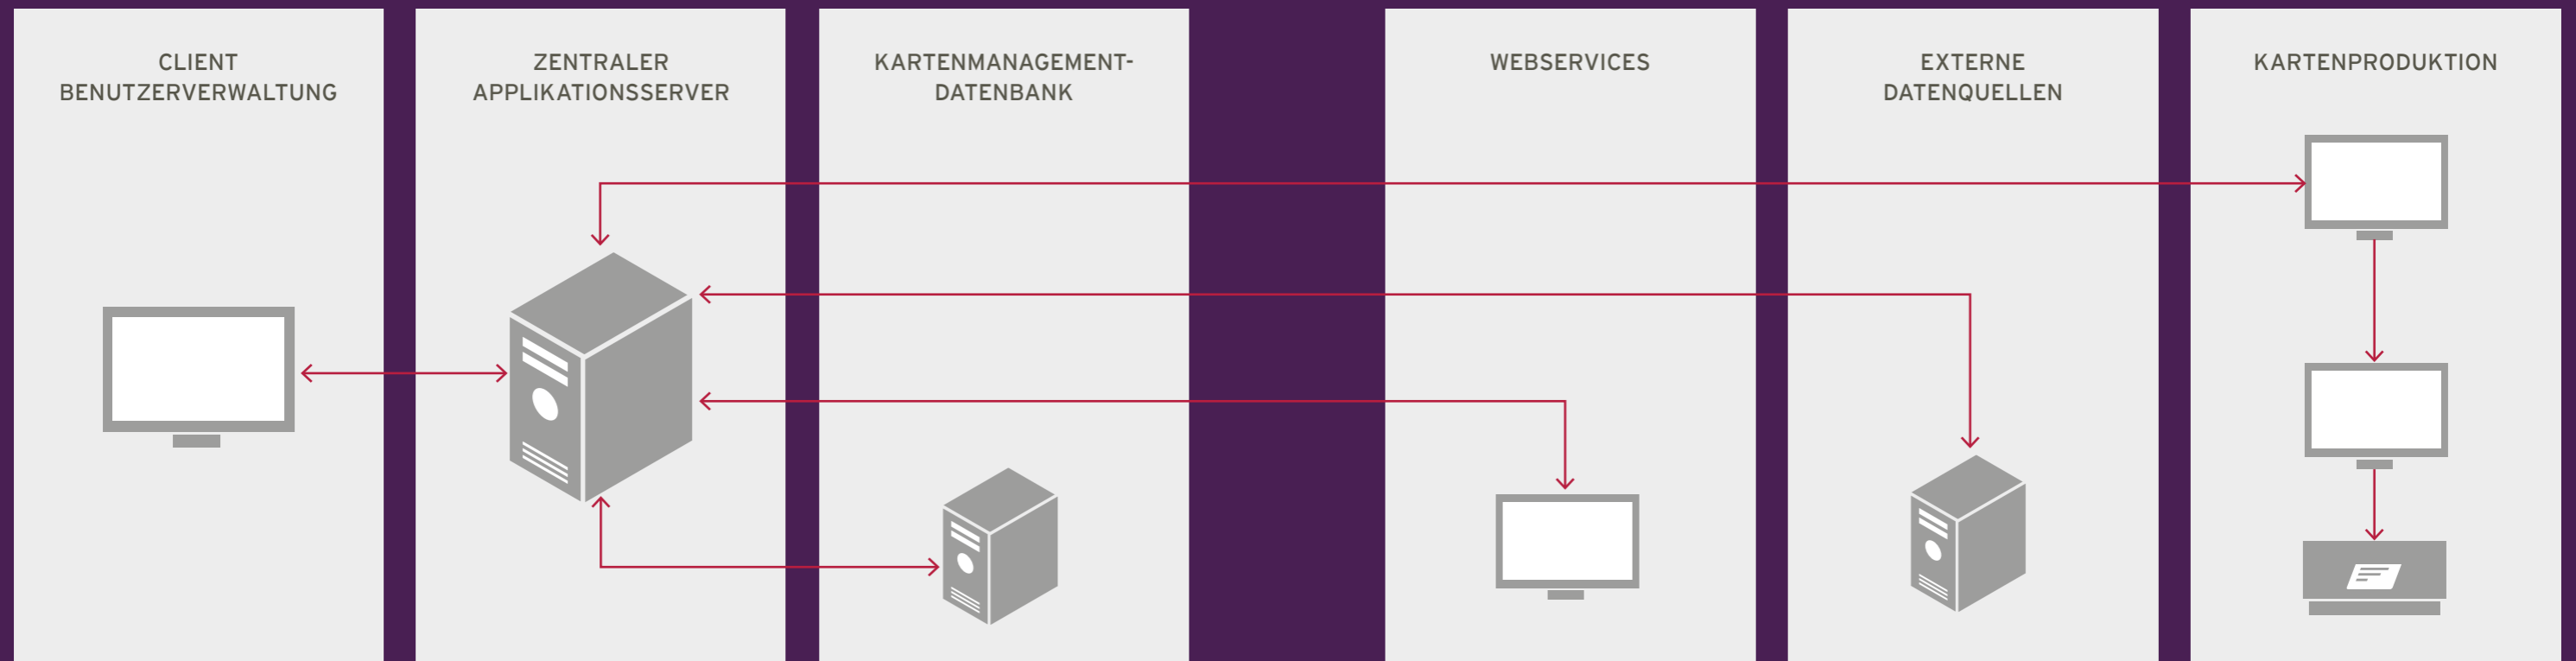 CLIENT
BENUTZERVERWALTUNG
ZENTRALER
APPLIKATIONSSERVER
KARTENMANAGEMENT-
DATENBANK
WEBSERVICES
EXTERNE
DATENQUELLEN
KARTENPRODUKTION